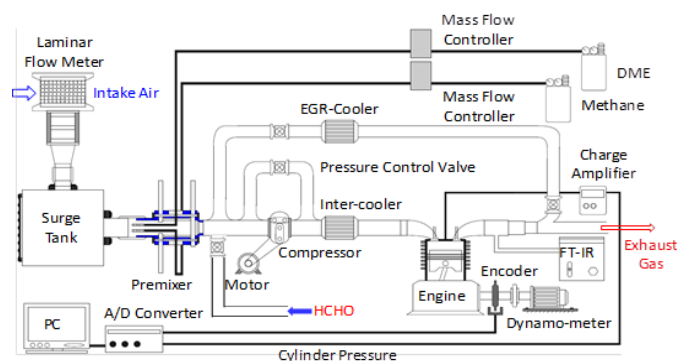 Laminar
Flow Meter
Intake Air
Mass Flow
Controller
DME
Mass Flow
Controller
Methane
EGR-Cooler
Pressure Control Valve
Charge
Amplifier
Surge
Tank
Inter-cooler
Compressor
Premixer
Motor
HCHO
Engine
Encoder
FT-IR
Exhaust
Gas
Dynamo-meter
PC
A/D Converter
Cylinder Pressure